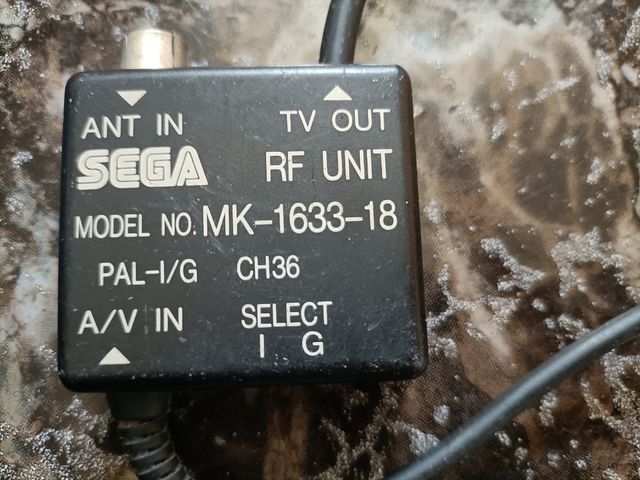 ANT IN TV OUT
SEGA RF UNIT
MODEL NO. MK-1633-18
PAL-I/G CH36
A/V IN SELECT
I G